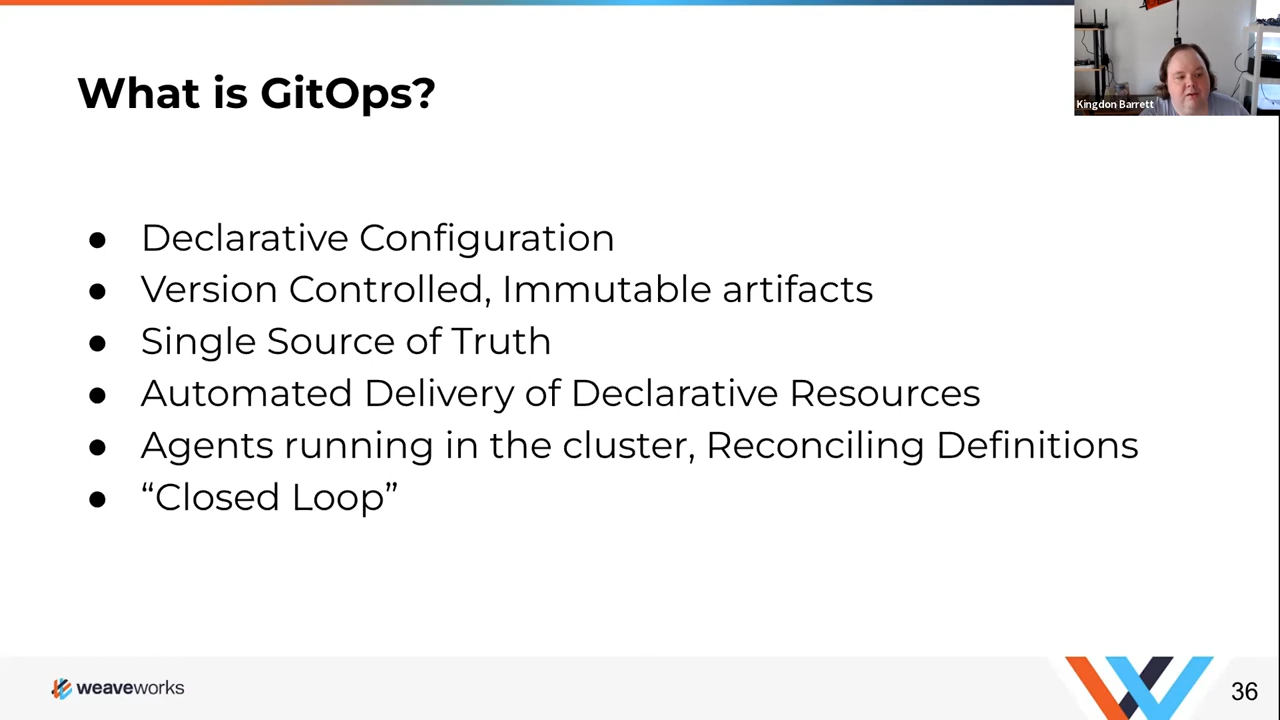 What is GitOps?
Kingdon Barrett
● Declarative Configuration
● Version Controlled, Immutable artifacts
● Single Source of Truth
● Automated Delivery of Declarative Resources
● Agents running in the cluster, Reconciling Definitions
● “Closed Loop”
weaveworks
36